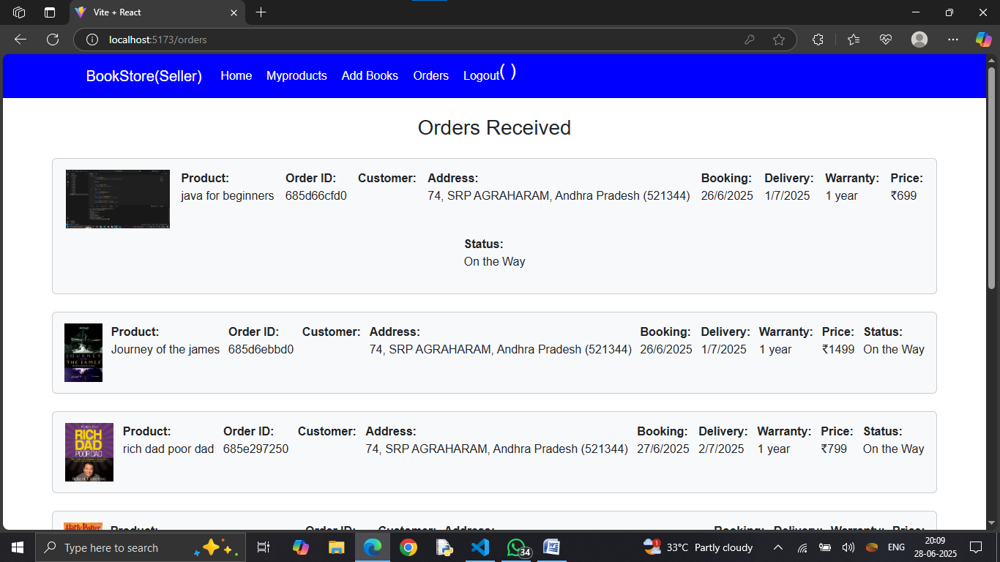 Vite + React
localhost:5173/orders
BookStore(Seller) Home Myproducts Add Books Orders Logout( )
Orders Received
Product: Order ID: Customer: Address: Booking: Delivery: Warranty: Price:
java for beginners 685d66cfd0 74, SRP AGRAHARAM, Andhra Pradesh (521344) 26/6/2025 1/7/2025 1 year ₹699
Status:
On the Way
JOURNEY
THE JAMES
Product: Order ID: Customer: Address: Booking: Delivery: Warranty: Price: Status:
Journey of the james 685d6ebbd0 74, SRP AGRAHARAM, Andhra Pradesh (521344) 26/6/2025 1/7/2025 1 year ₹1499 On the Way
RICH
DAD
POOR DAD
Product: Order ID: Customer: Address: Booking: Delivery: Warranty: Price: Status:
rich dad poor dad 685e297250 74, SRP AGRAHARAM, Andhra Pradesh (521344) 27/6/2025 2/7/2025 1 year ₹799 On the Way
Harry Potter
Product: Order ID: Customer: Address: Booking: Delivery: Warranty: Price:
Type here to search
34
1
33°C Partly cloudy
ENG
20:09
28-06-2025